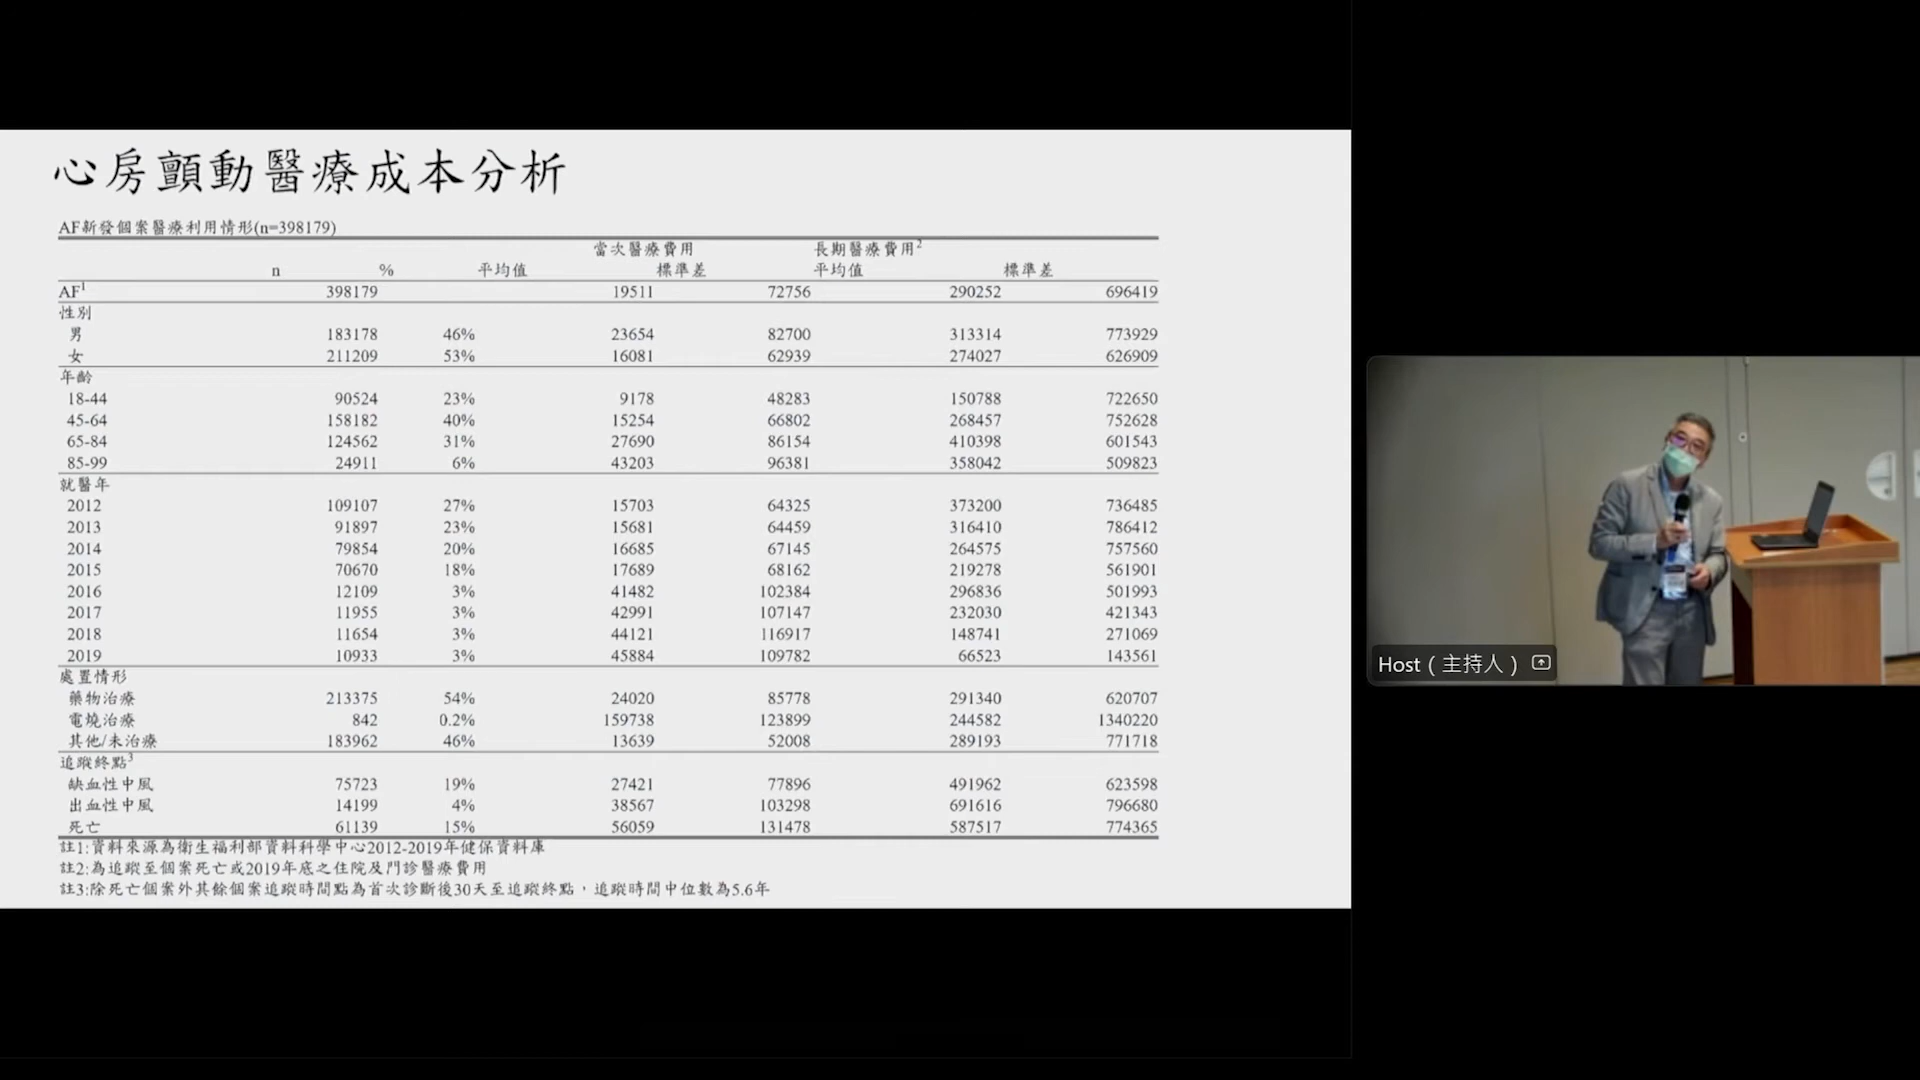 心房顫動醫療成本分析
AF新發個案醫療利用情形(n=398179)
當次醫療費用 長期醫療費用2
n % 平均值 標準差 平均值 標準差
AF1 398179 19511 72756 290252 696419
性別
男 183178 46% 23654 82700 313314 773929
女 211209 53% 16081 62939 274027 626909
年齡
18-44 90524 23% 9178 48283 150788 722650
45-64 158182 40% 15254 66802 268457 752628
65-84 124562 31% 27690 86154 410398 601543
85-99 24911 6% 43203 96381 358042 509823
就醫年
2012 109107 27% 15703 64325 373200 736485
2013 91897 23% 15681 64459 316410 786412
2014 79854 20% 16685 67145 264575 757560
2015 70670 18% 17689 68162 219278 561901
2016 12109 3% 41482 102384 296836 501993
2017 11955 3% 42991 107147 232030 421343
2018 11654 3% 44121 116917 148741 271069
2019 10933 3% 45884 109782 66523 143561
處置情形
藥物治療 213375 54% 24020 85778 291340 620707
電燒治療 842 0.2% 159738 123899 244582 1340220
其他/未治療 183962 46% 13639 52008 289193 771718
追蹤終點3
缺血性中風 75723 19% 27421 77896 491962 623598
出血性中風 14199 4% 38567 103298 691616 796680
死亡 61139 15% 56059 131478 587517 774365
註1:資料來源為衛生福利部資料科學中心2012-2019年健保資料庫
註2:為追蹤至個案死亡或2019年底之住院及門診醫療費用
註3:除死亡個案外其餘個案追蹤時間點為首次診斷後30天至追蹤終點，追蹤時間中位數為5.6年
Host ( 主持人 )